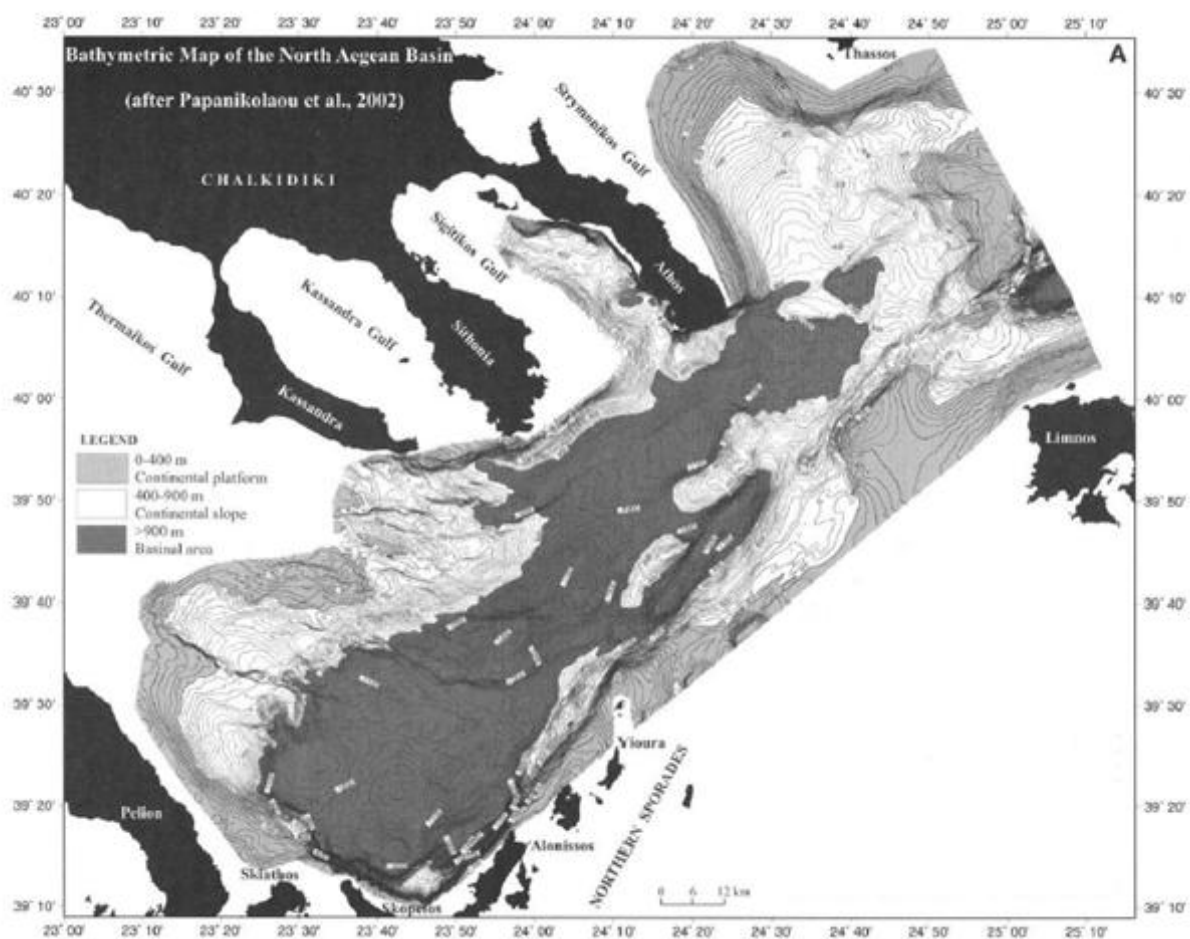 23° 00' 23° 10' 23° 20' 23° 30' 23° 40' 23° 50' 24° 00' 24° 10' 24° 20' 24° 30' 24° 40' 24° 50' 25° 00' 25° 10'
Bathymetric Map of the North Aegean Basin
(after Papanikolaou et al., 2002)
A
Thassos
40° 30' 40° 30'
Strymonikos Gulf
CHALKIDIKI
40° 20' 40° 20'
Sigitikos Gulf
Athos
40° 10' 40° 10'
Kassandra Gulf
Thermaikos Gulf
Sithonia
40° 00' 40° 00'
Kassandra
Limnos
LEGEND
0-400 m
Continental platform
400-900 m
Continental slope
>900 m
Basinal area
39° 50' 39° 50'
39° 40' 39° 40'
39° 30' 39° 30'
Yioura
39° 20' 39° 20'
Pelion
Alonissos
NORTHERN SPORADES
Skiathos
Skopelos
0 6 12 km
39° 10' 39° 10'
23° 00' 23° 10' 23° 20' 23° 30' 23° 40' 23° 50' 24° 00' 24° 10' 24° 20' 24° 30' 24° 40' 24° 50' 25° 00' 25° 10'